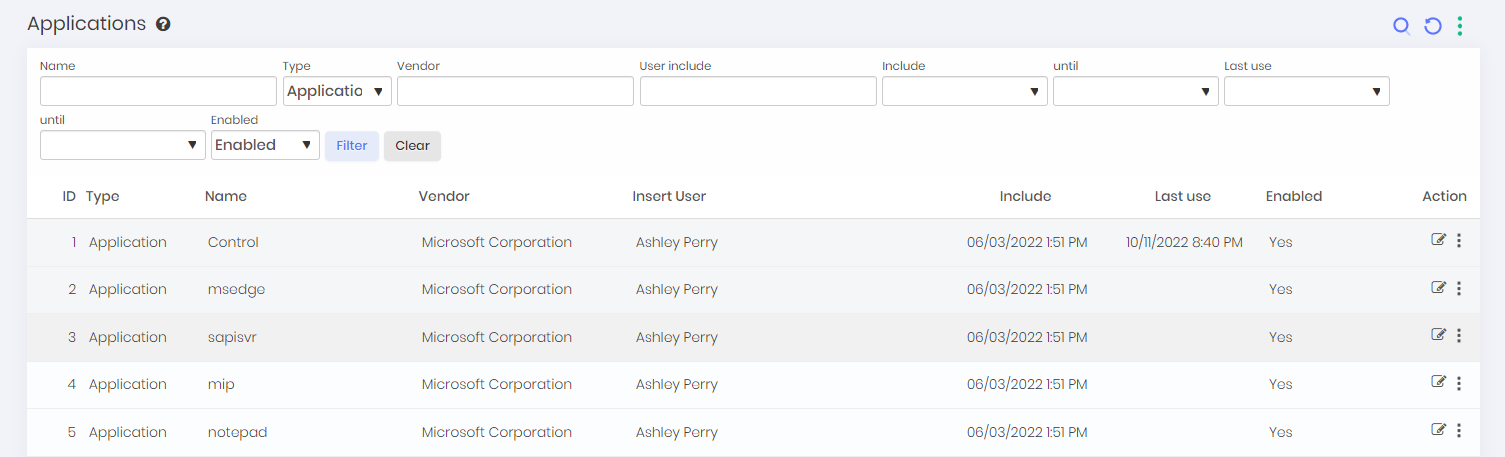 Applications
Name Type Vendor User include Include until Last use
Applicatio
until Enabled
Enabled Filter Clear
ID Type Name Vendor Insert User Include Last use Enabled Action
1 Application Control Microsoft Corporation Ashley Perry 06/03/2022 1:51 PM 10/11/2022 8:40 PM Yes
2 Application msedge Microsoft Corporation Ashley Perry 06/03/2022 1:51 PM Yes
3 Application sapisvr Microsoft Corporation Ashley Perry 06/03/2022 1:51 PM Yes
4 Application mip Microsoft Corporation Ashley Perry 06/03/2022 1:51 PM Yes
5 Application notepad Microsoft Corporation Ashley Perry 06/03/2022 1:51 PM Yes